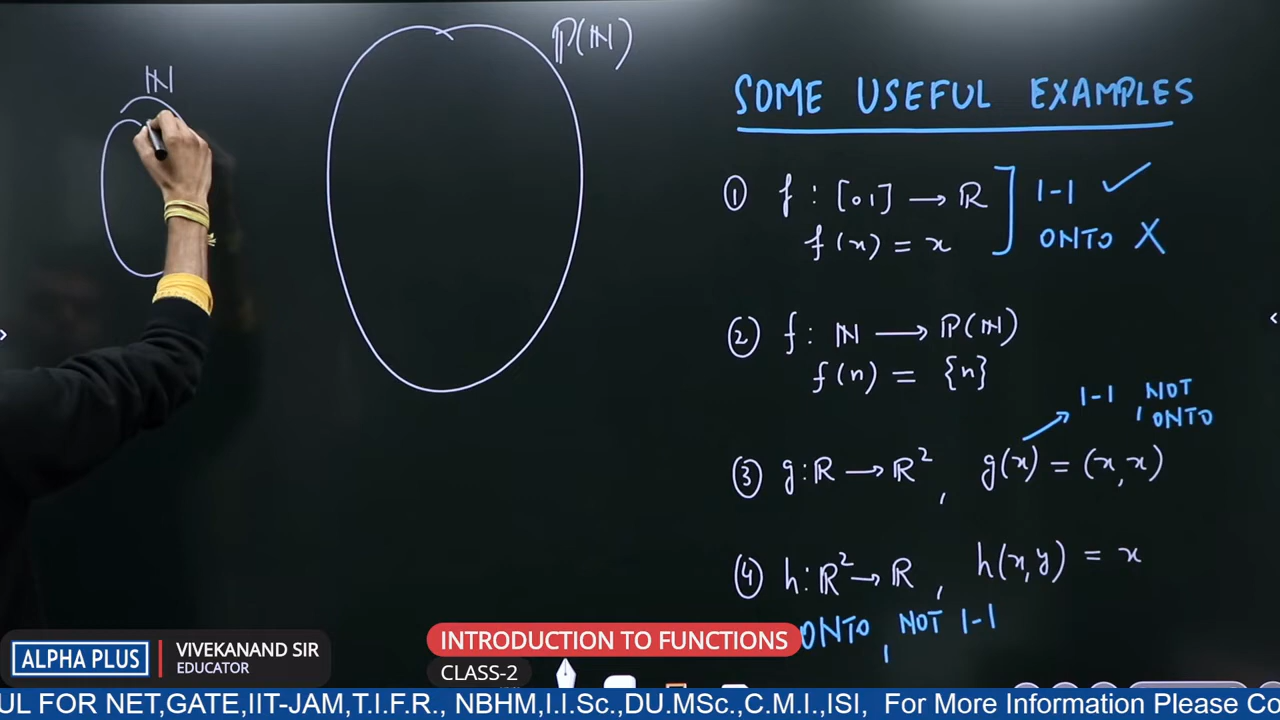 ℕ
ℙ(ℕ)
SOME USEFUL EXAMPLES
① f : [0,1] → ℝ
f(x) = x
1-1 ✓
ONTO X
② f : ℕ → ℙ(ℕ)
f(n) = {n}
1-1, NOT
ONTO
③ g : ℝ → ℝ², g(x) = (x,x)
④ h : ℝ² → ℝ, h(x,y) = x
ONTO, NOT 1-1
ALPHA PLUS
VIVEKANAND SIR
EDUCATOR
INTRODUCTION TO FUNCTIONS
CLASS-2
UL FOR NET,GATE,IIT-JAM,T.I.F.R., NBHM,I.I.Sc.,DU.MSc.,C.M.I.,ISI, For More Information Please Co